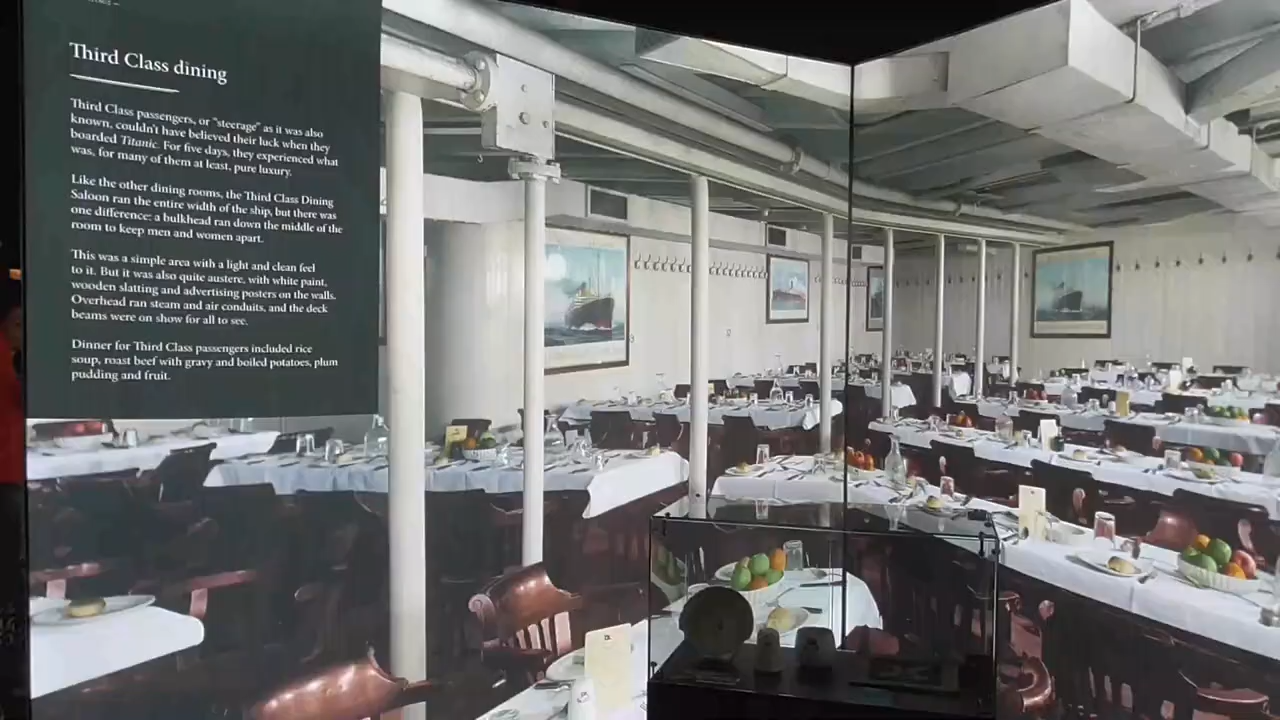 Third Class dining
Third Class passengers, or "steerage" as it was also
known, couldn't have believed their luck when they
boarded Titanic. For five days, they experienced what
was, for many of them at least, pure luxury.
Like the other dining rooms, the Third Class Dining
Saloon ran the entire width of the ship, but there was
one difference: a bulkhead ran down the middle of the
room to keep men and women apart.
This was a simple area with a light and clean feel
to it. But it was also quite austere, with white paint,
wooden slatting and advertising posters on the walls.
Overhead ran steam and air conduits, and the deck
beams were on show for all to see.
Dinner for Third Class passengers included rice
soup, roast beef with gravy and boiled potatoes, plum
pudding and fruit.